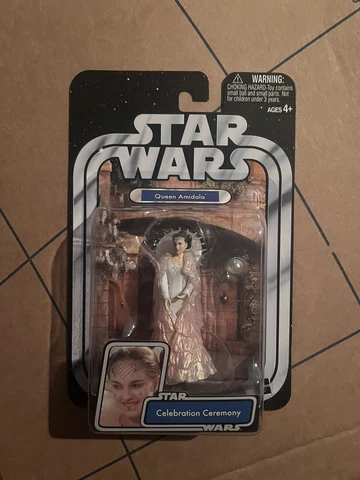 WARNING:
CHOKING HAZARD-Toy contains
small ball and small parts. Not
for children under 3 years.
AGES 4+
STAR
WARS
Queen Amidala
STAR
Celebration Ceremony
WARS